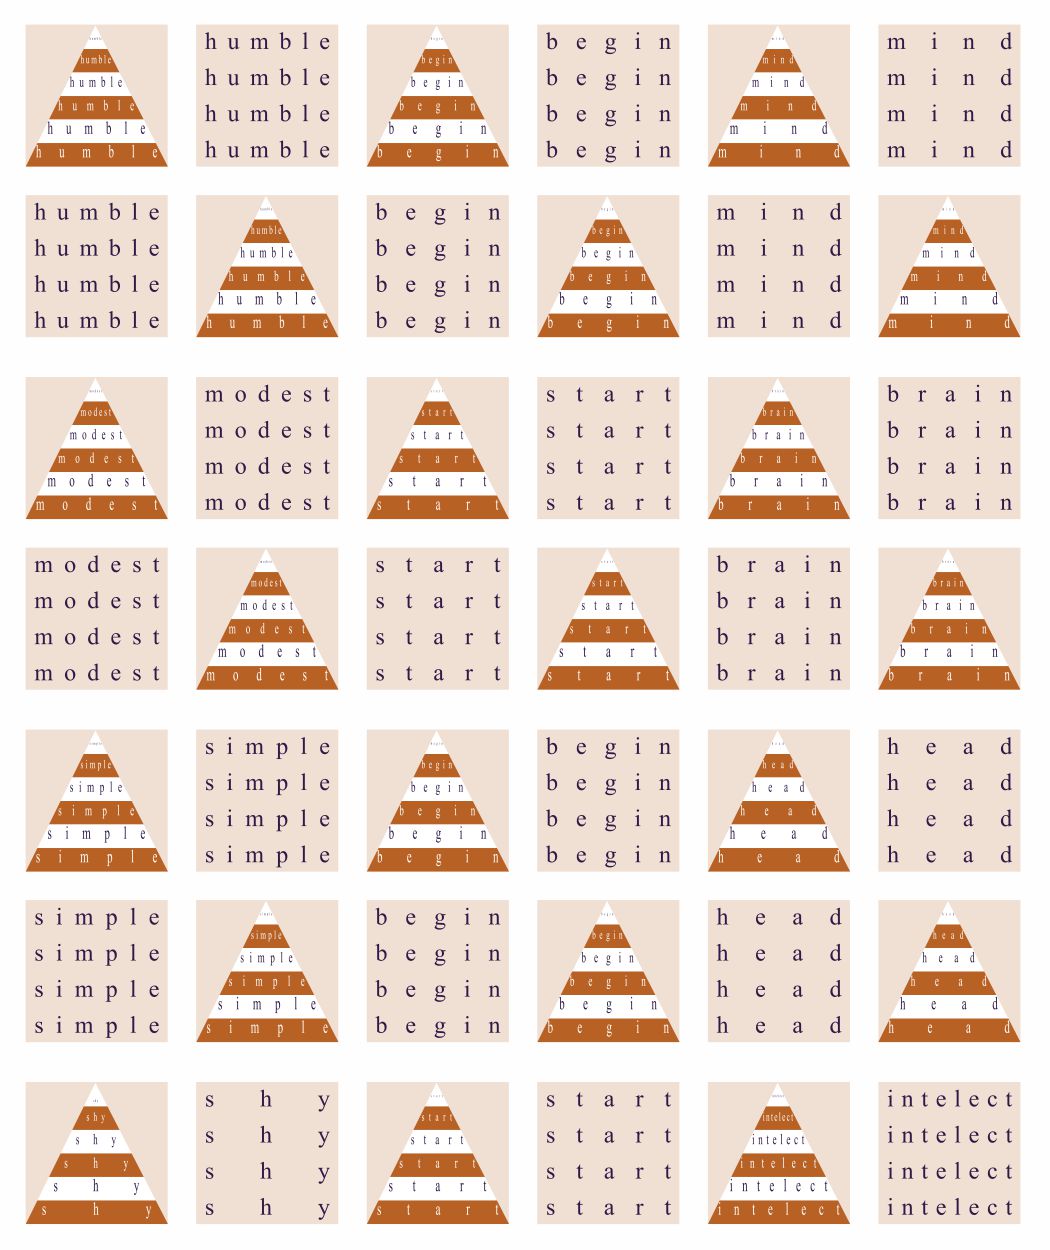 humble
humble
humble
humble
humble
humble
humble
humble
humble
begin
begin
begin
begin
begin
begin
begin
begin
begin
mind
mind
mind
mind
mind
mind
mind
mind
mind
humble
humble
humble
humble
humble
humble
humble
humble
humble
begin
begin
begin
begin
begin
begin
begin
begin
begin
mind
mind
mind
mind
mind
mind
mind
mind
mind
modest
modest
modest
modest
modest
modest
modest
modest
modest
start
start
start
start
start
start
start
start
start
brain
brain
brain
brain
brain
brain
brain
brain
brain
modest
modest
modest
modest
modest
modest
modest
modest
modest
start
start
start
start
start
start
start
start
start
brain
brain
brain
brain
brain
brain
brain
brain
brain
simple
simple
simple
simple
simple
simple
simple
simple
simple
begin
begin
begin
begin
begin
begin
begin
begin
begin
head
head
head
head
head
head
head
head
head
simple
simple
simple
simple
simple
simple
simple
simple
simple
begin
begin
begin
begin
begin
begin
begin
begin
begin
head
head
head
head
head
head
head
head
head
shy
shy
shy
shy
shy
shy
shy
shy
shy
start
start
start
start
start
start
start
start
start
intelect
intelect
intelect
intelect
intelect
intelect
intelect
intelect
intelect